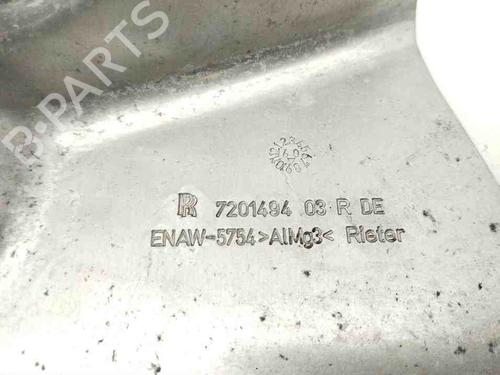 B-PARTS
R 7201494 03 R DE
ENAW-5754 >AlMg3< Rieter